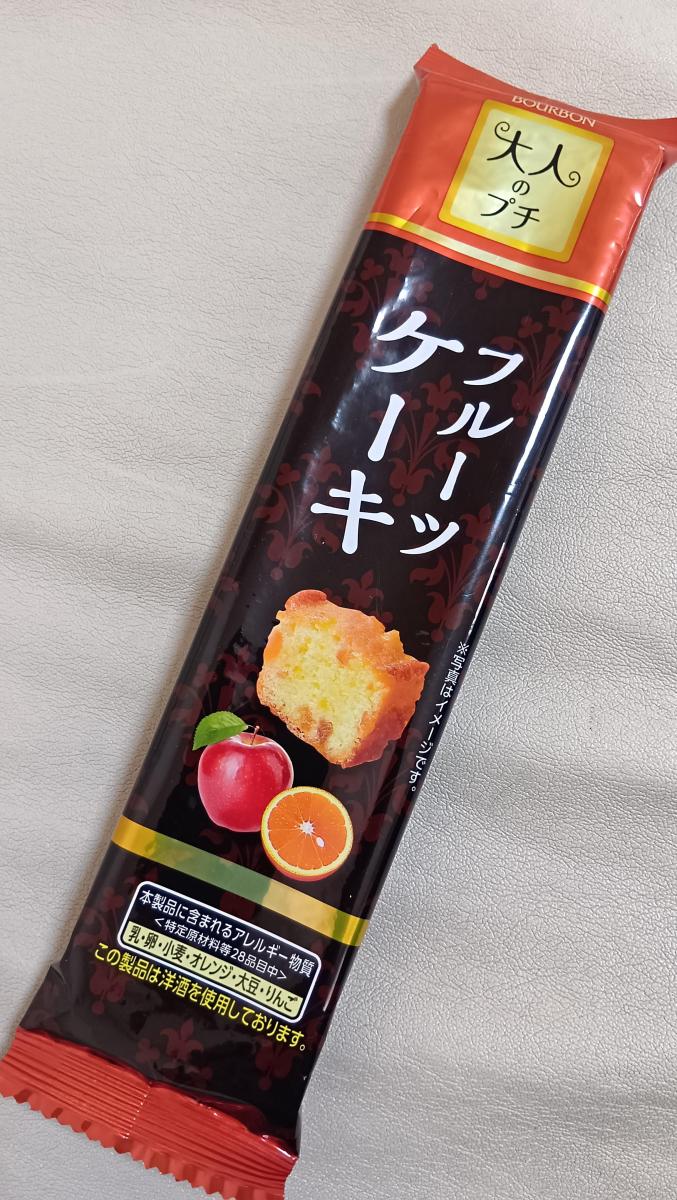 BOURBON
大人
の
プチ
フルーツ
ケーキ
※写真はイメージです。
本製品に含まれるアレルギー物質
<特定原材料等28品目中>
乳・卵・小麦・オレンジ・大豆・りんご
この製品は洋酒を使用しております。